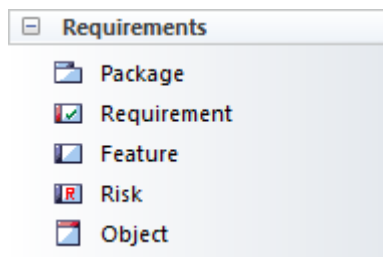 Requirements
Package
Requirement
Feature
Risk
Object